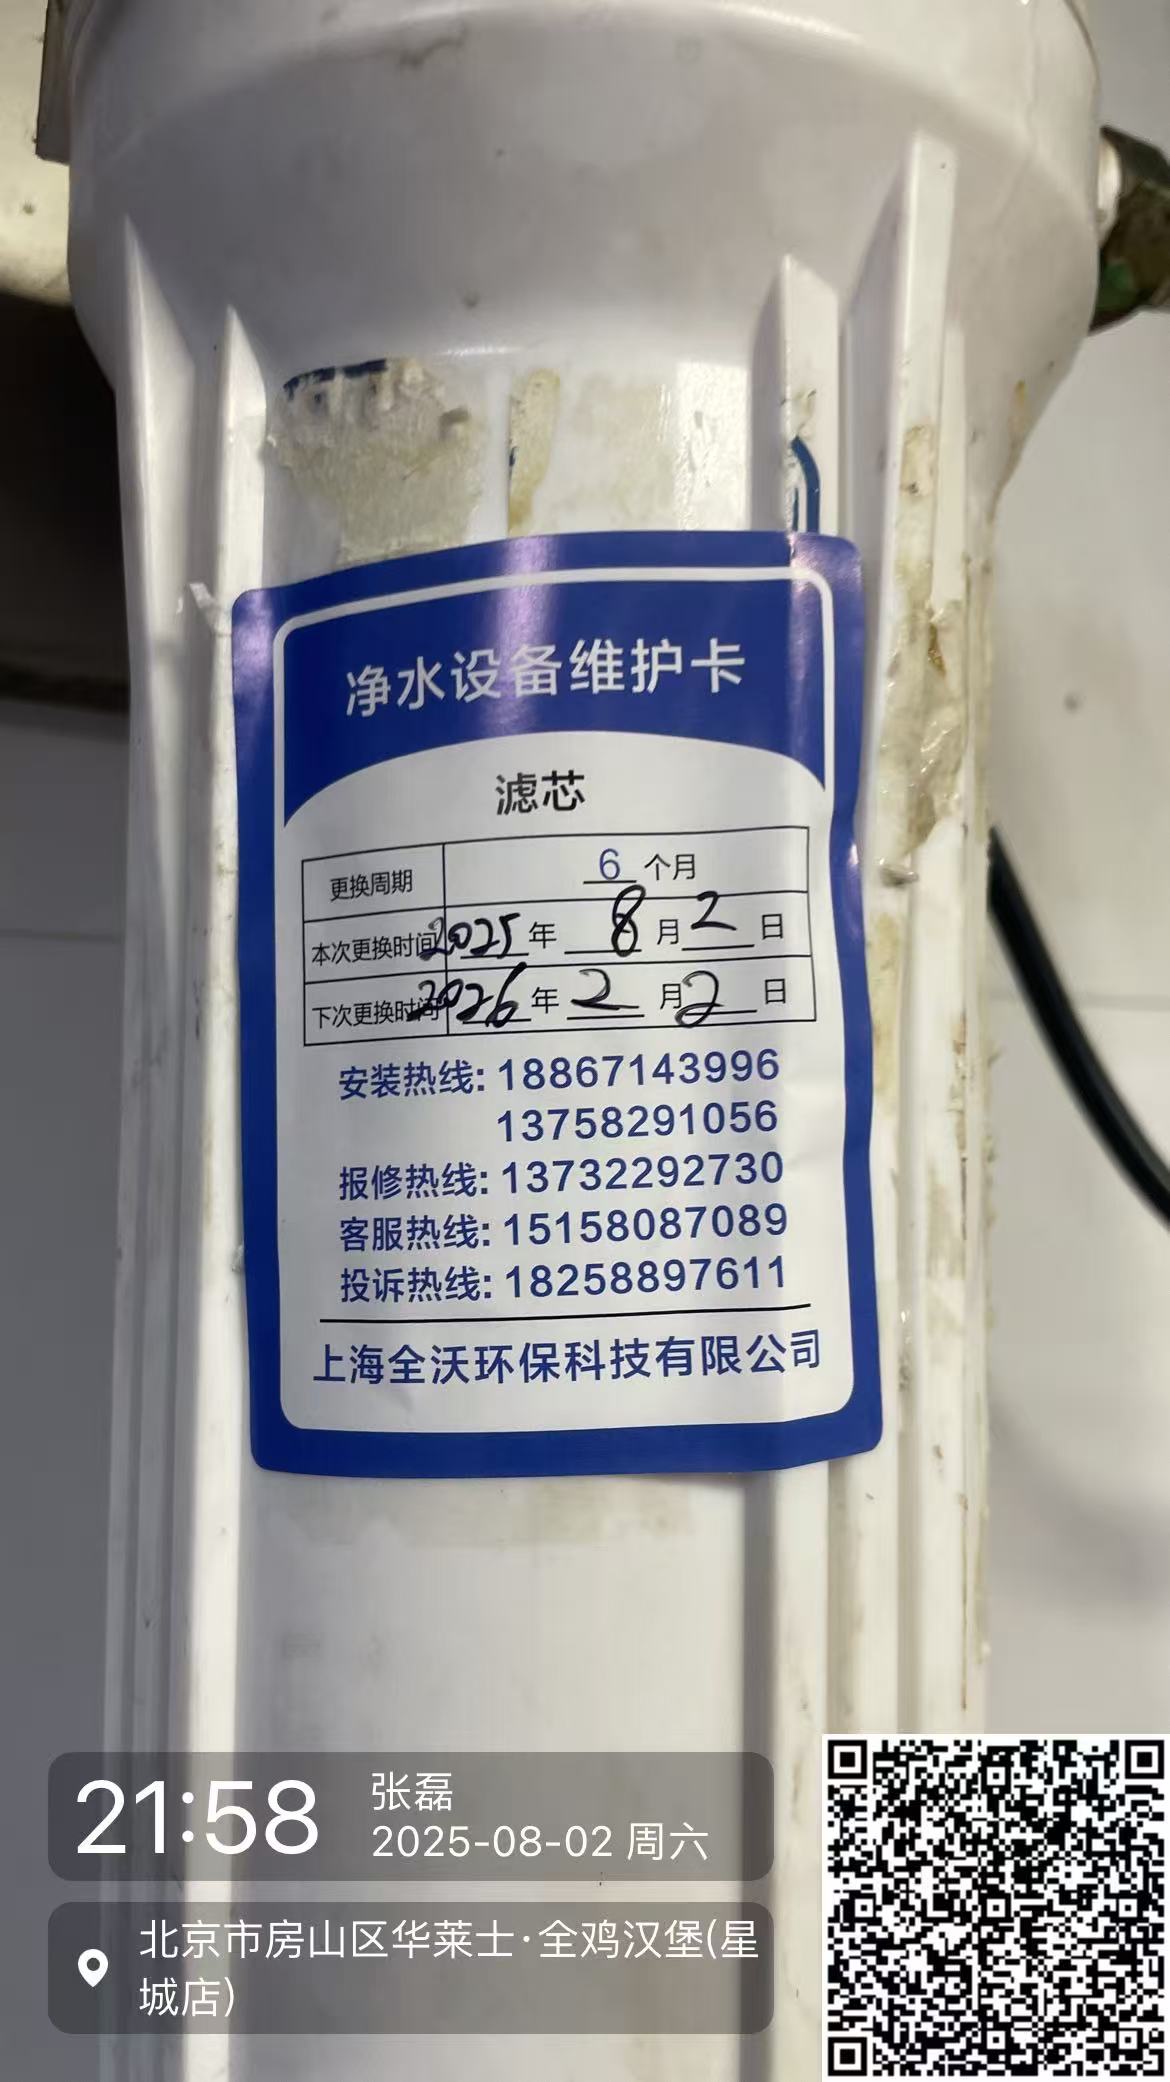 净水设备维护卡
滤芯
更换周期 6 个月
本次更换时间 2025 年 8 月 2 日
下次更换时间 2026 年 2 月 2 日
安装热线: 18867143996
13758291056
报修热线: 13732292730
客服热线: 15158087089
投诉热线: 18258897611
上海全沃环保科技有限公司
21:58
张磊
2025-08-02 周六
北京市房山区华莱士·全鸡汉堡(星
城店)